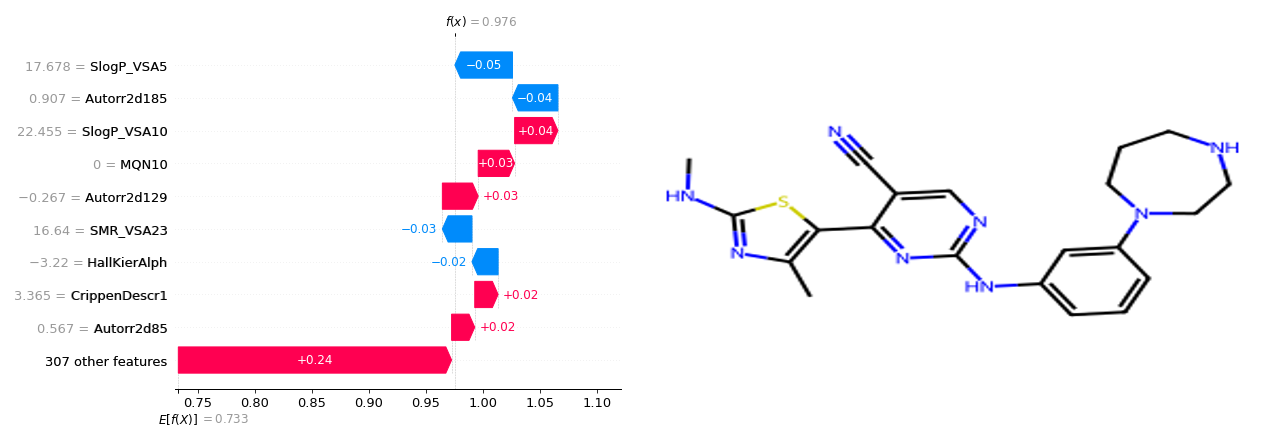 f(x) = 0.976
17.678 = SlogP_VSA5 −0.05
0.907 = Autorr2d185 −0.04
22.455 = SlogP_VSA10 +0.04
0 = MQN10 +0.03
−0.267 = Autorr2d129 +0.03
16.64 = SMR_VSA23 −0.03
−3.22 = HallKierAlph −0.02
3.365 = CrippenDescr1 +0.02
0.567 = Autorr2d85 +0.02
307 other features +0.24
0.75 0.80 0.85 0.90 0.95 1.00 1.05 1.10
E[f(X)] = 0.733
N
NH
HN
S
N
N
N
N
HN